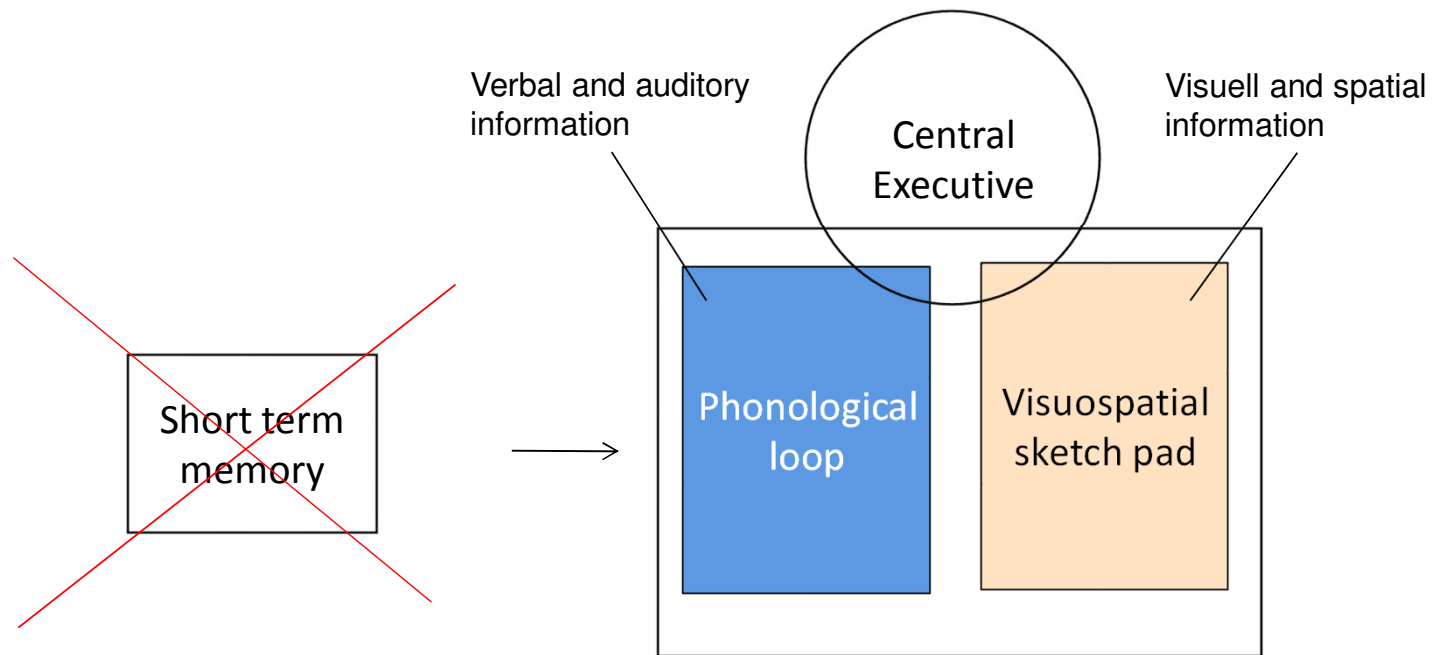 Verbal and auditory
information
Central
Executive
Visuell and spatial
information
Short term
memory
Phonological
loop
Visuospatial
sketch pad